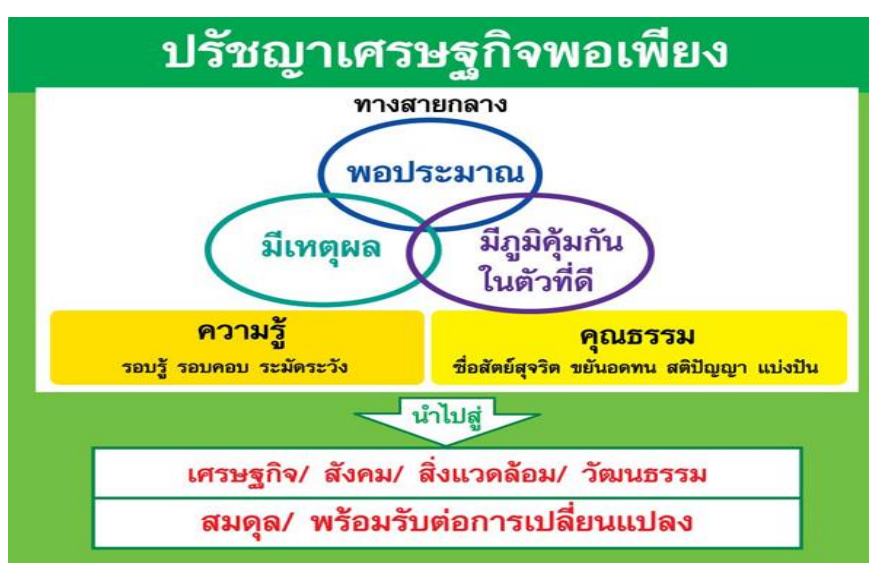 ปรัชญาเศรษฐกิจพอเพียง
ทางสายกลาง
พอประมาณ
มีเหตุผล
มีภูมิคุ้มกัน
ในตัวที่ดี
ความรู้
รอบรู้ รอบคอบ ระมัดระวัง
คุณธรรม
ซื่อสัตย์สุจริต ขยันอดทน สติปัญญา แบ่งปัน
นำไปสู่
เศรษฐกิจ/ สังคม/ สิ่งแวดล้อม/ วัฒนธรรม
สมดุล/ พร้อมรับต่อการเปลี่ยนแปลง